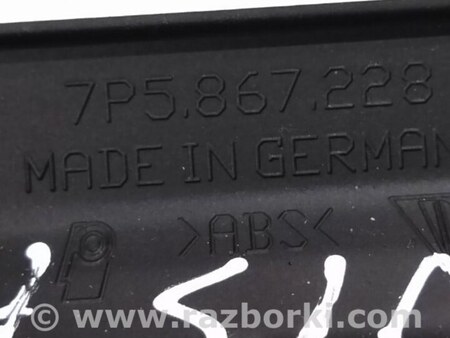 7P5.867.228
MADE IN GERMAN
>ABS<
© www.razborki.com